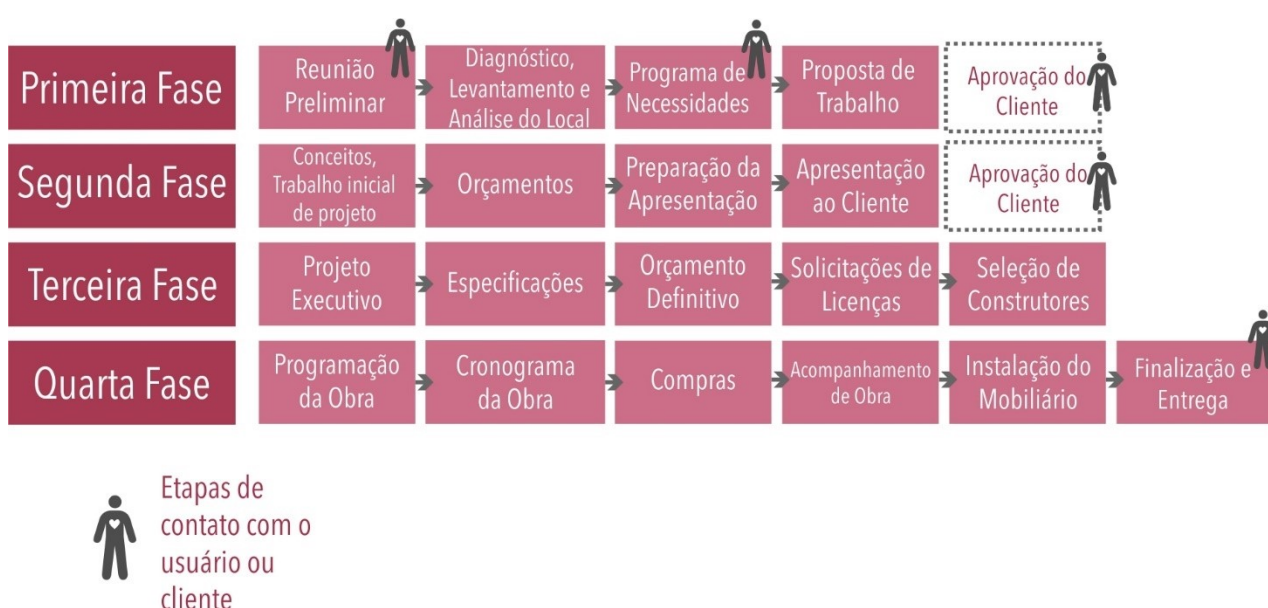 Primeira Fase
Reunião
Preliminar
Diagnóstico,
Levantamento e
Análise do Local
Programa de
Necessidades
Proposta de
Trabalho
Aprovação do
Cliente
Segunda Fase
Conceitos,
Trabalho inicial
de projeto
Orçamentos
Preparação da
Apresentação
Apresentação
ao Cliente
Aprovação do
Cliente
Terceira Fase
Projeto
Executivo
Especificações
Orçamento
Definitivo
Solicitações de
Licenças
Seleção de
Construtores
Quarta Fase
Programação
da Obra
Cronograma
da Obra
Compras
Acompanhamento
de Obra
Instalação do
Mobiliário
Finalização e
Entrega
Etapas de
contato com o
usuário ou
cliente